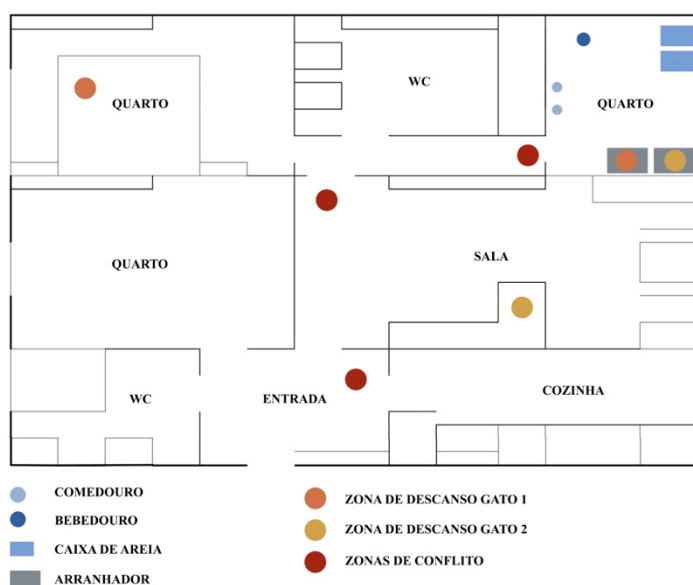 WC
QUARTO
QUARTO
QUARTO
SALA
WC
ENTRADA
COZINHA
COMEDOURO
BEBEDOURO
CAIXA DE AREIA
ARRANHADOR
ZONA DE DESCANSO GATO 1
ZONA DE DESCANSO GATO 2
ZONAS DE CONFLITO